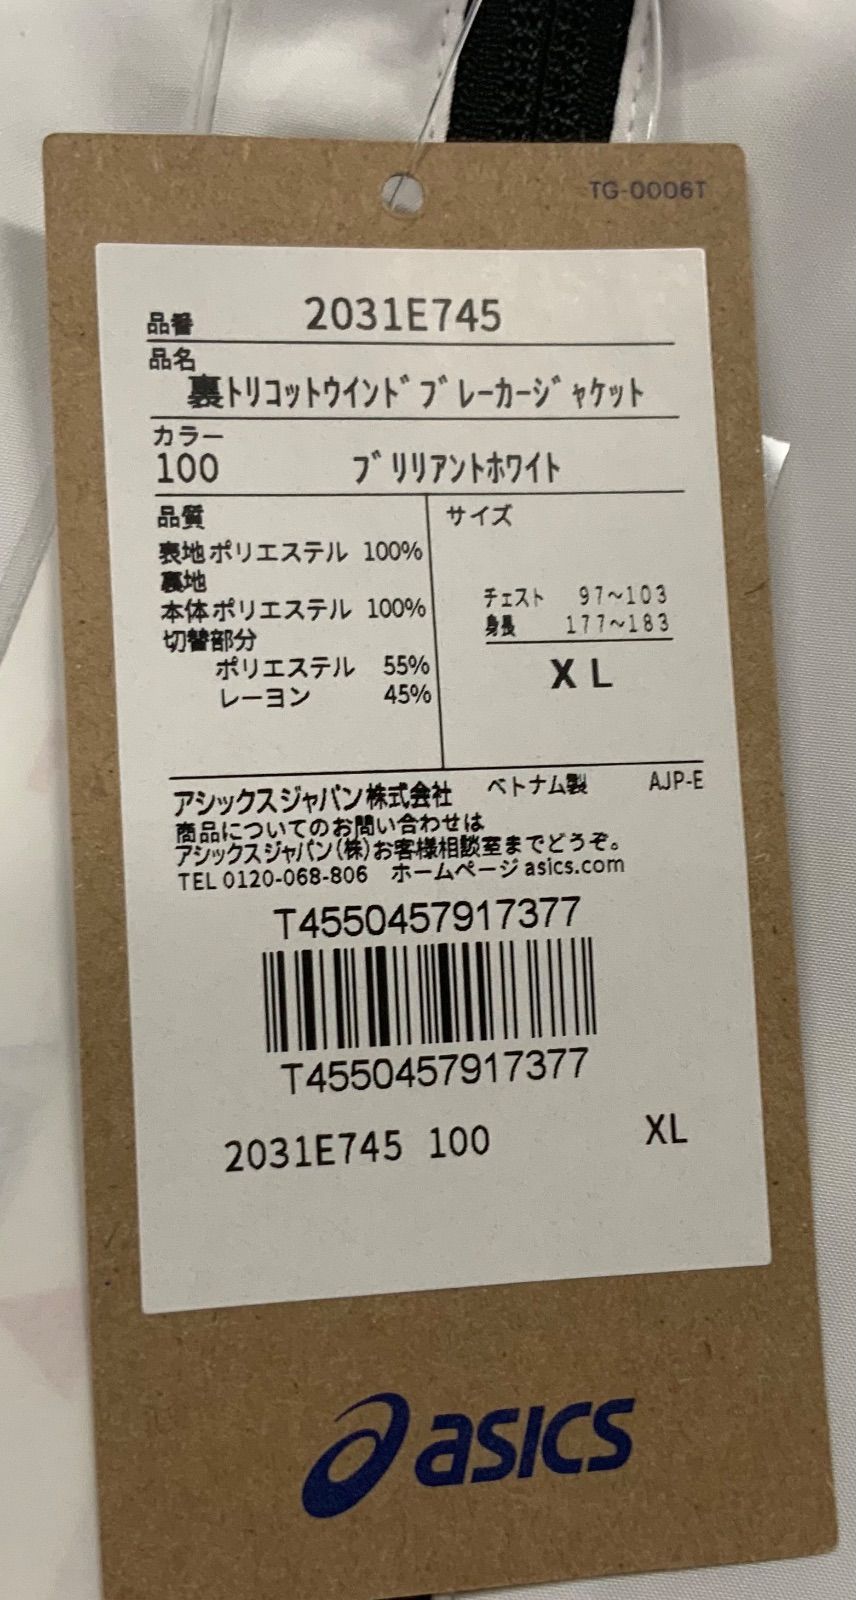 TG-0006T
品番 2031E745
品名
裏ﾄﾘｺｯﾄｳｲﾝﾄﾞﾌﾞﾚｰｶｰｼﾞｬｹｯﾄ
カラー
100 ﾌﾞﾘﾘｱﾝﾄﾎﾜｲﾄ
品質
表地ポリエステル 100%
裏地
本体ポリエステル 100%
切替部分
ポリエステル 55%
レーヨン 45%
サイズ
チェスト 97〜103
身長 177〜183
XL
アシックスジャパン株式会社 ベトナム製 AJP-E
商品についてのお問い合わせは
アシックスジャパン(株)お客様相談室までどうぞ。
TEL 0120-068-806 ホームページ asics.com
T4550457917377
T4550457917377
2031E745 100 XL
asics